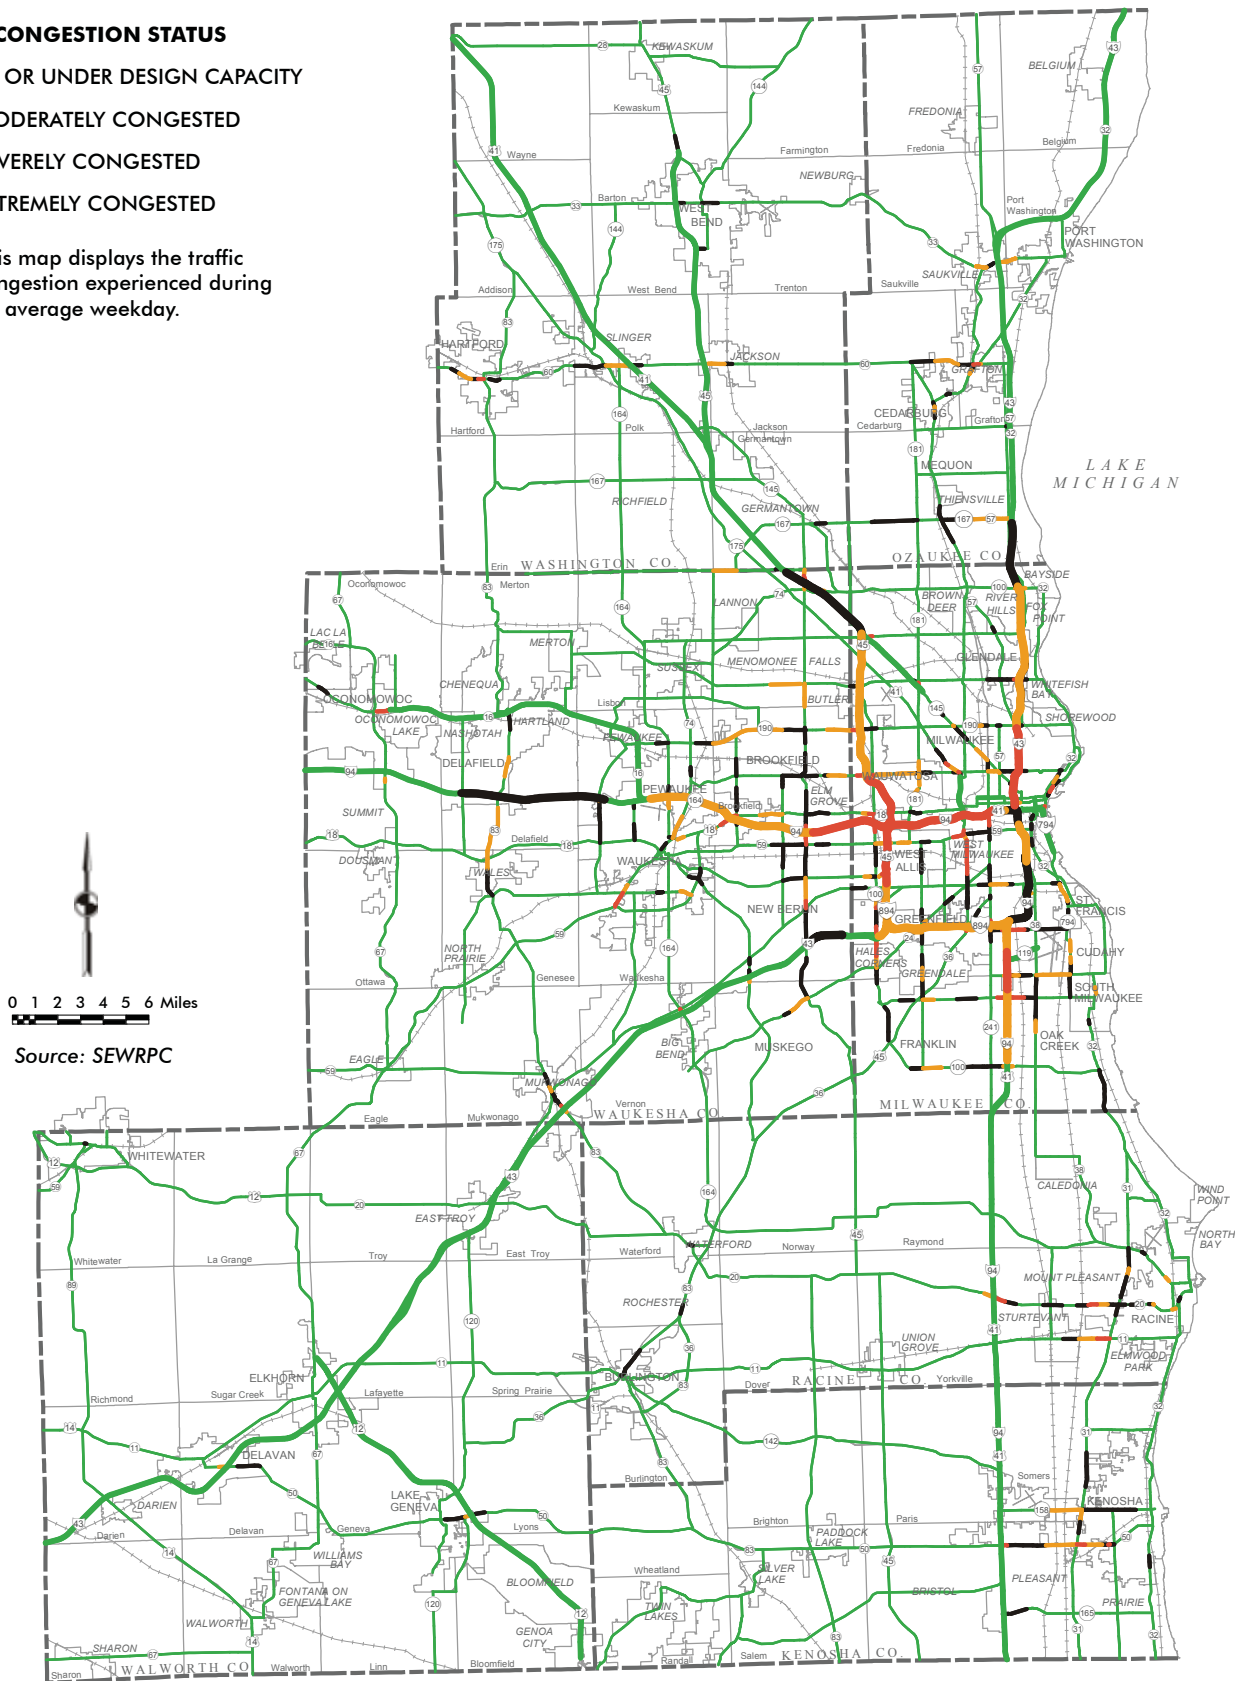 CONGESTION STATUS
OR UNDER DESIGN CAPACITY
ODERATELY CONGESTED
VERELY CONGESTED
TREMELY CONGESTED
is map displays the traffic
ngestion experienced during
average weekday.
KEWASKUM
BELGIUM
Kewaskum
FREDONIA
Wayne
Farmington
Fredonia
Belgium
NEWBURG
Barton
WEST
BEND
Port
Washington
PORT
WASHINGTON
SAUKVILLE
Addison
West Bend
Trenton
Saukville
HARTFORD
SLINGER
JACKSON
GRAFTON
CEDARBURG
Hartford
Polk
Jackson
Germantown
Cedarburg
Grafton
MEQUON
LAKE
MICHIGAN
RICHFIELD
GERMANTOWN
THIENSVILLE
Erin
WASHINGTON CO.
OZAUKEE CO.
Oconomowoc
Merton
BAYSIDE
LANNON
BROWN
DEER
RIVER
HILLS
FOX
POINT
LAC LA
BELLE
MERTON
SUSSEX
MENOMONEE FALLS
GLENDALE
CHENEQUA
OCONOMOWOC
Lisbon
BUTLER
WHITEFISH
BAY
OCONOMOWOC
LAKE
NASHOTAH
HARTLAND
PEWAUKEE
SHOREWOOD
MILWAUKEE
DELAFIELD
BROOKFIELD
WAUWATOSA
PEWAUKEE
ELM
GROVE
SUMMIT
Brookfield
Delafield
WEST
MILWAUKEE
DOUSMAN
WALES
WAUKESHA
WEST
ALLIS
NEW BERLIN
GREENFIELD
ST.
FRANCIS
NORTH
PRAIRIE
HALES
CORNERS
GREENDALE
CUDAHY
Ottawa
Genesee
Waukesha
SOUTH
MILWAUKEE
0 1 2 3 4 5 6 Miles
Source: SEWRPC
EAGLE
BIG
BEND
MUSKEGO
FRANKLIN
OAK
CREEK
MUKWONAGO
Eagle
Mukwonago
Vernon
WAUKESHA CO.
MILWAUKEE CO.
WHITEWATER
CALEDONIA
WIND
POINT
EAST TROY
NORTH
BAY
Whitewater
La Grange
Troy
East Troy
Waterford
WATERFORD
Norway
Raymond
MOUNT PLEASANT
ROCHESTER
STURTEVANT
RACINE
UNION
GROVE
ELMWOOD
PARK
ELKHORN
BURLINGTON
Dover
RACINE CO.
Yorkville
Richmond
Sugar Creek
Lafayette
Spring Prairie
DELAVAN
Burlington
Somers
DARIEN
LAKE
GENEVA
KENOSHA
Darien
Delavan
Geneva
Lyons
Brighton
Paris
PADDOCK
LAKE
WILLIAMS
BAY
BLOOMFIELD
Wheatland
SILVER
LAKE
PLEASANT
PRAIRIE
FONTANA ON
GENEVA LAKE
BRISTOL
WALWORTH
TWIN
LAKES
GENOA
CITY
SHARON
Sharon
WALWORTH CO.
Walworth
Linn
Bloomfield
Randall
Salem
KENOSHA CO.